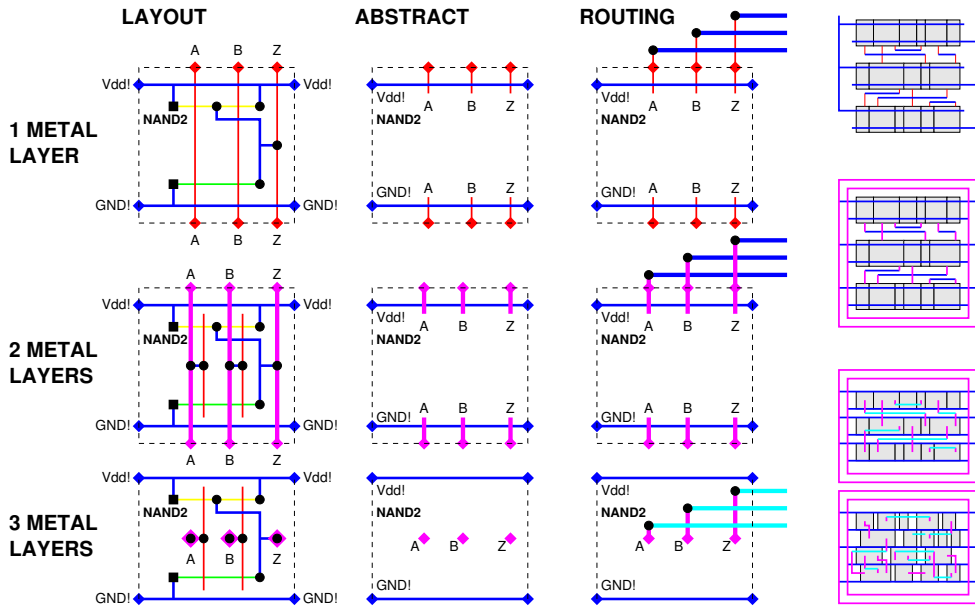 LAYOUT ABSTRACT ROUTING
A B Z
Vdd! Vdd! Vdd! Vdd!
A B Z A B Z
NAND2 NAND2 NAND2
1 METAL
LAYER
GND! GND! GND! GND!
A B Z A B Z
A B Z
A B Z
Vdd! Vdd! Vdd! Vdd!
A B Z A B Z
NAND2 NAND2 NAND2
2 METAL
LAYERS
GND! GND! GND! GND!
A B Z A B Z
A B Z
Vdd! Vdd! Vdd! Vdd!
NAND2 NAND2 NAND2
3 METAL
LAYERS
A B Z A B Z A B Z
GND! GND! GND! GND!